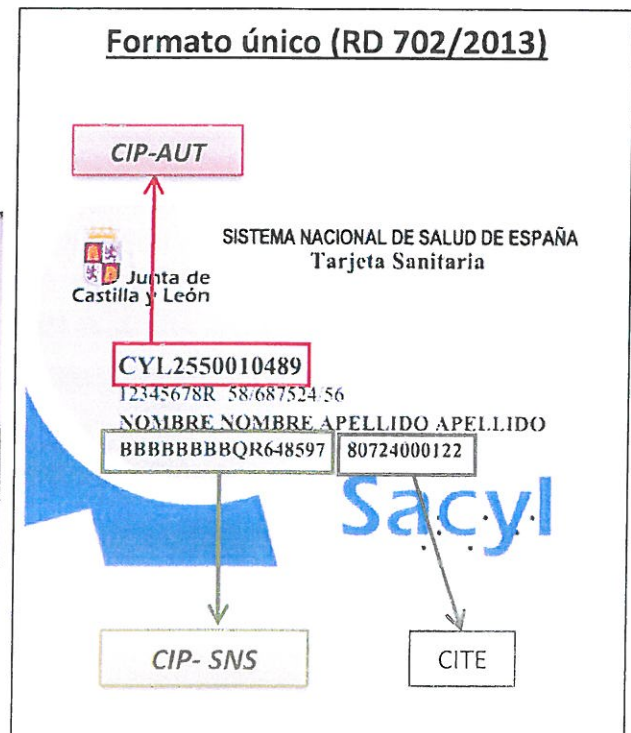 Formato único (RD 702/2013)
CIP-AUT
SISTEMA NACIONAL DE SALUD DE ESPAÑA
Tarjeta Sanitaria
Junta de
Castilla y León
CYL2550010489
12345678R 58/687524/56
NOMBRE NOMBRE APELLIDO APELLIDO
BBBBBBBBQR648597 80724000122
Sacyl
CIP- SNS
CITE